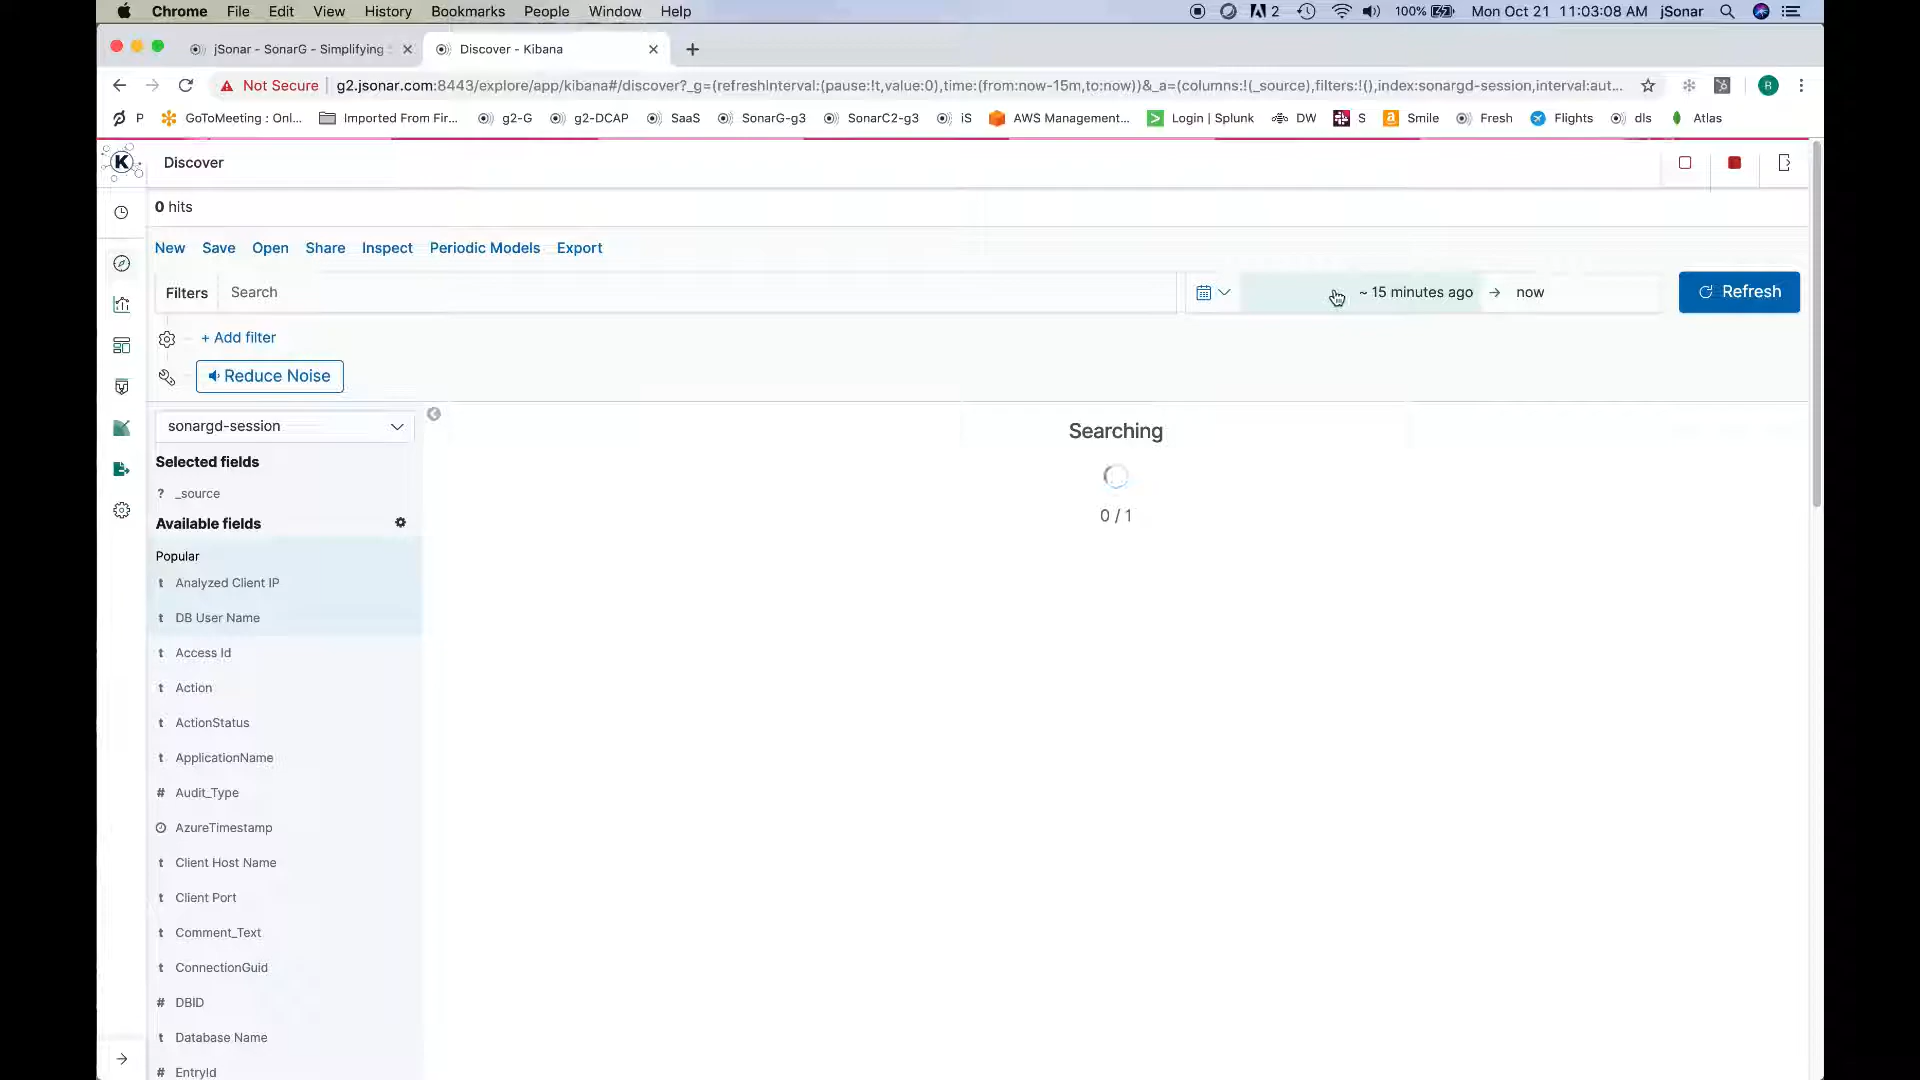 Chrome File Edit View History Bookmarks People Window Help 2 100% Mon Oct 21 11:03:08 AM jSonar
jSonar - SonarG - Simplifying Discover - Kibana
Not Secure g2.jsonar.com:8443/explore/app/kibana#/discover?_g=(refreshInterval:(pause:!t,value:0),time:(from:now-15m,to:now))&_a=(columns:!(_source),filters:!(),index:sonargd-session,interval:aut...
P GoToMeeting : Onl... Imported From Fir... g2-G g2-DCAP SaaS SonarG-g3 SonarC2-g3 iS AWS Management... Login | Splunk DW S Smile Fresh Flights dls Atlas
K Discover
0 hits
New Save Open Share Inspect Periodic Models Export
Filters Search ~ 15 minutes ago → now Refresh
+ Add filter
Reduce Noise
sonargd-session
Searching
Selected fields
? _source
0 / 1
Available fields
Popular
t Analyzed Client IP
t DB User Name
t Access Id
t Action
t ActionStatus
t ApplicationName
# Audit_Type
AzureTimestamp
t Client Host Name
t Client Port
t Comment_Text
t ConnectionGuid
# DBID
t Database Name
# EntryId